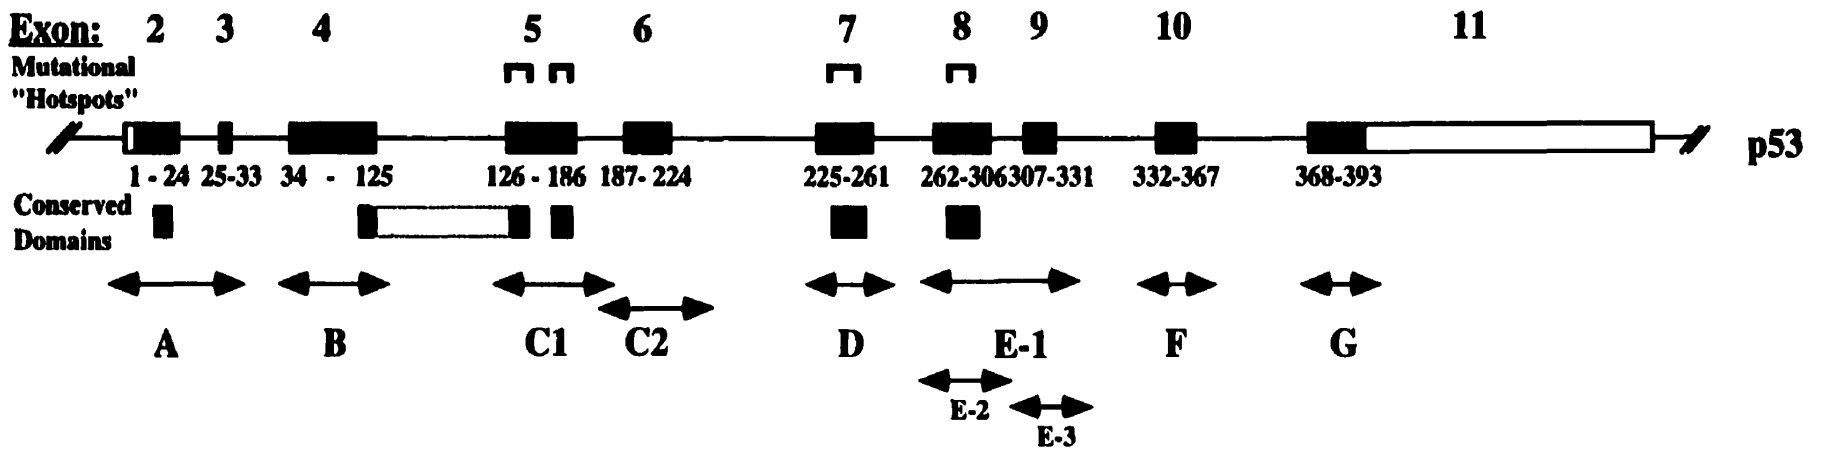 Exon: 2 3 4 5 6 7 8 9 10 11
Mutational
"Hotspots"
p53
1 - 24 25-33 34 - 125 126 - 186 187- 224 225-261 262-306307-331 332-367 368-393
Conserved
Domains
A B C1 C2 D E-1 F G
E-2
E-3